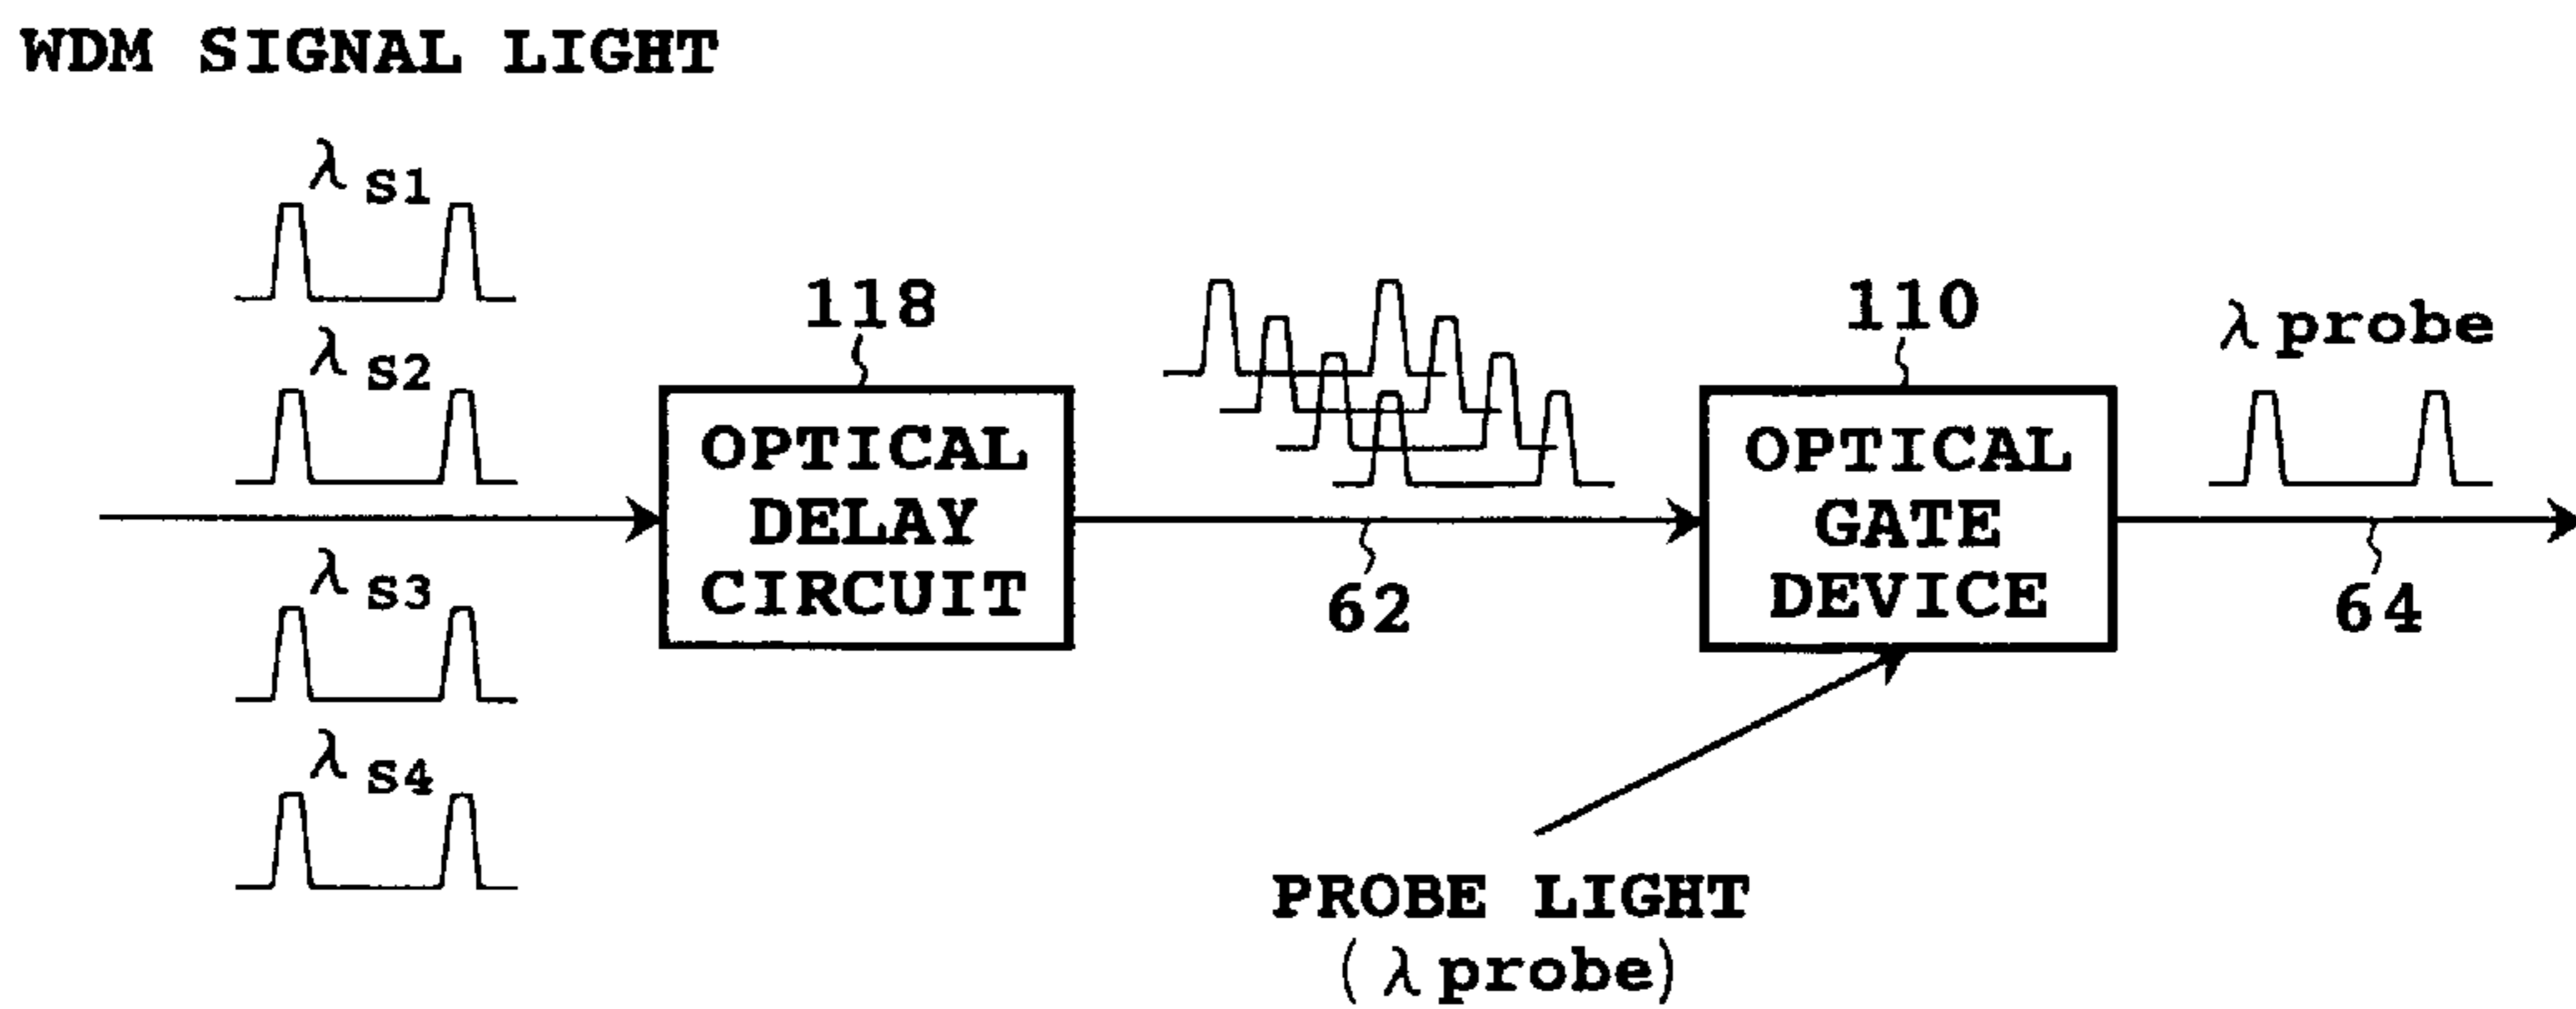 WDM SIGNAL LIGHT
λ S1
λ S2
λ S3
λ S4
118
OPTICAL
DELAY
CIRCUIT
62
110
OPTICAL
GATE
DEVICE
λ probe
64
PROBE LIGHT
( λ probe)